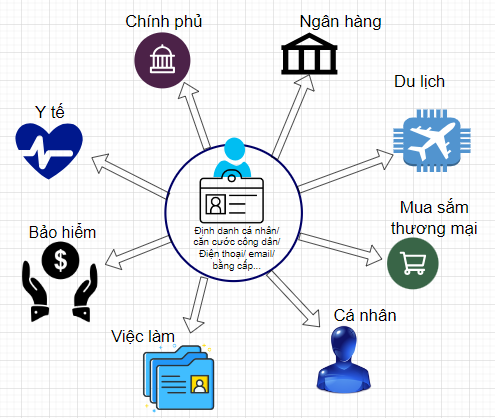 Chính phủ
Ngân hàng
Du lịch
Y tế
Mua sắm
thương mại
Bảo hiểm
Định danh cá nhân/
căn cước công dân/
Điện thoại/ email/
bằng cấp...
Cá nhân
Việc làm